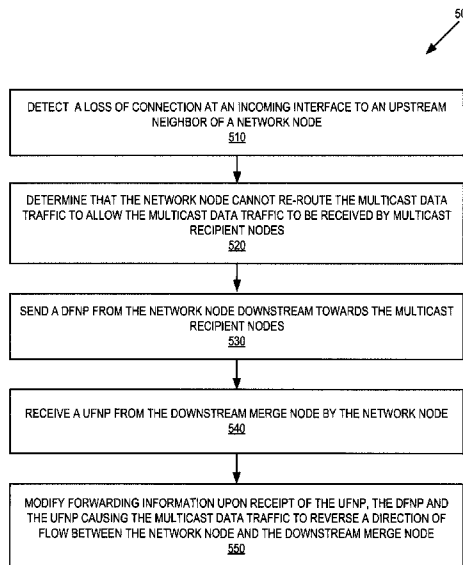 50
DETECT A LOSS OF CONNECTION AT AN INCOMING INTERFACE TO AN UPSTREAM
NEIGHBOR OF A NETWORK NODE
510
DETERMINE THAT THE NETWORK NODE CANNOT RE-ROUTE THE MULTICAST DATA
TRAFFIC TO ALLOW THE MULTICAST DATA TRAFFIC TO BE RECEIVED BY MULTICAST
RECIPIENT NODES
520
SEND A DFNP FROM THE NETWORK NODE DOWNSTREAM TOWARDS THE MULTICAST
RECIPIENT NODES
530
RECEIVE A UFNP FROM THE DOWNSTREAM MERGE NODE BY THE NETWORK NODE
540
MODIFY FORWARDING INFORMATION UPON RECEIPT OF THE UFNP, THE DFNP AND
THE UFNP CAUSING THE MULTICAST DATA TRAFFIC TO REVERSE A DIRECTION OF
FLOW BETWEEN THE NETWORK NODE AND THE DOWNSTREAM MERGE NODE
550